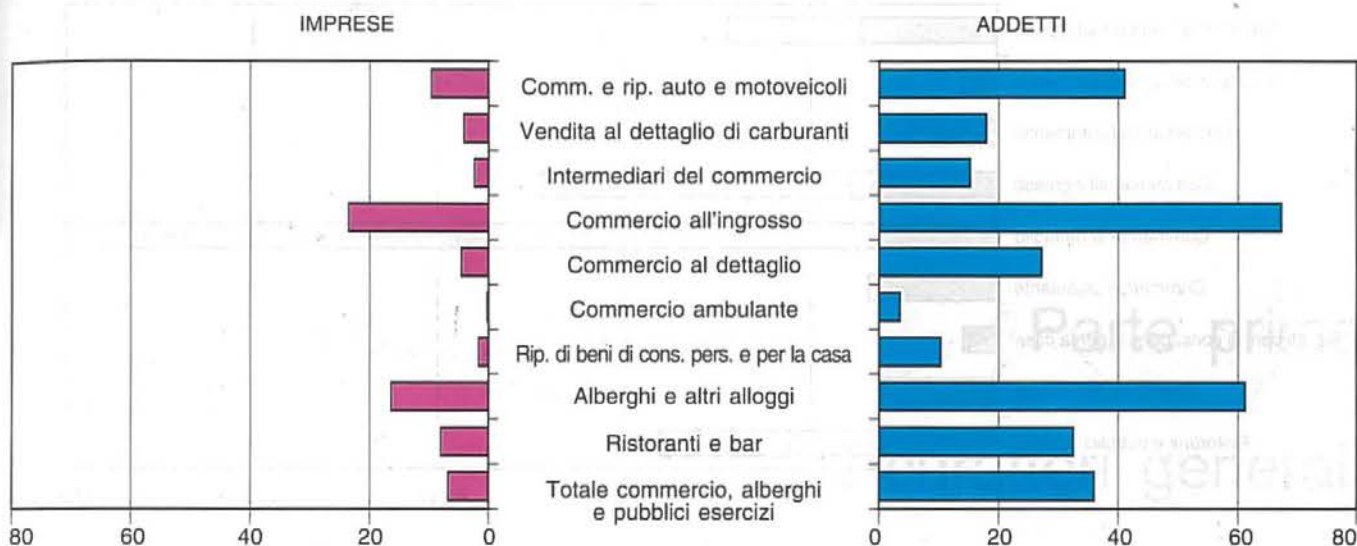 IMPRESE
ADDETTI
Comm. e rip. auto e motoveicoli
Vendita al dettaglio di carburanti
Intermediari del commercio
Commercio all'ingrosso
Commercio al dettaglio
Commercio ambulante
Rip. di beni di cons. pers. e per la casa
Alberghi e altri alloggi
Ristoranti e bar
Totale commercio, alberghi
e pubblici esercizi
80 60 40 20 0
0 20 40 60 80